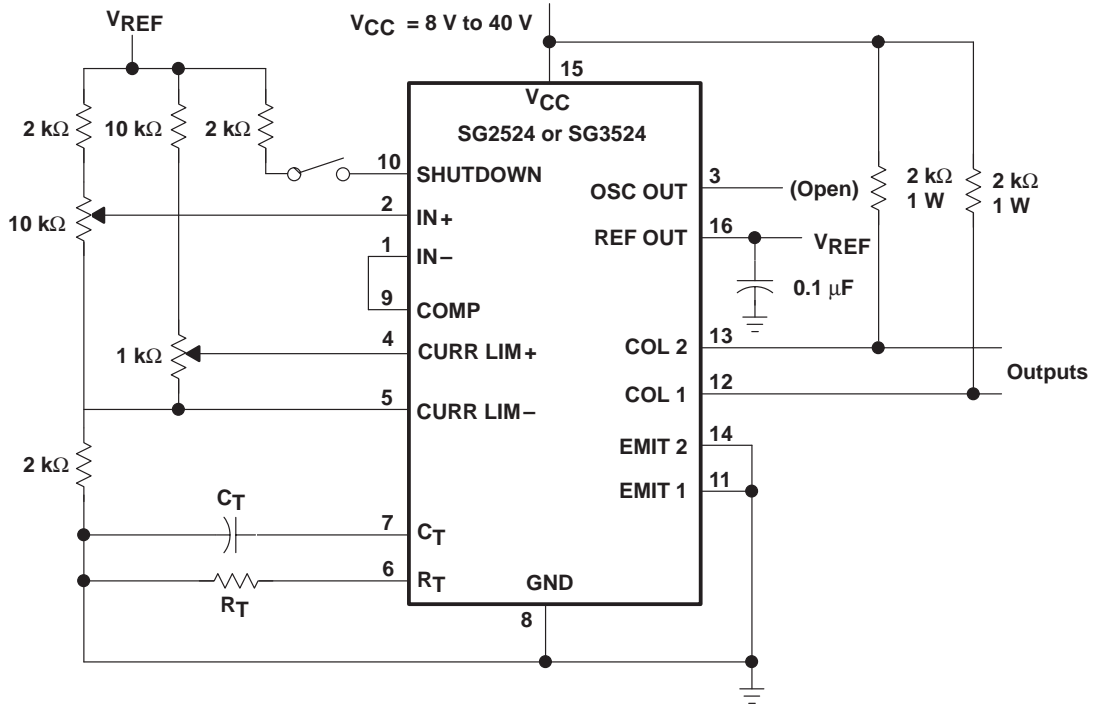 VREF
VCC = 8 V to 40 V
15
VCC
SG2524 or SG3524
2 kΩ
10 kΩ
2 kΩ
10
SHUTDOWN
3
OSC OUT
(Open)
2 kΩ
1 W
2 kΩ
1 W
10 kΩ
2
IN+
REF OUT
16
VREF
1
IN−
0.1 μF
9
COMP
1 kΩ
4
CURR LIM+
COL 2
13
Outputs
COL 1
12
5
CURR LIM−
EMIT 2
14
2 kΩ
EMIT 1
11
CT
7
CT
6
RT
RT
GND
8